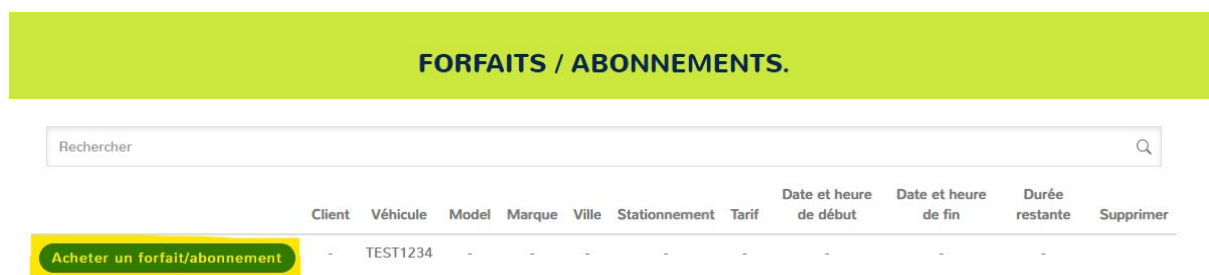 FORFAITS / ABONNEMENTS.
Rechercher
Client Véhicule Model Marque Ville Stationnement Tarif Date et heure de début Date et heure de fin Durée restante Supprimer
Acheter un forfait/abonnement - TEST1234 - - - - - - - -